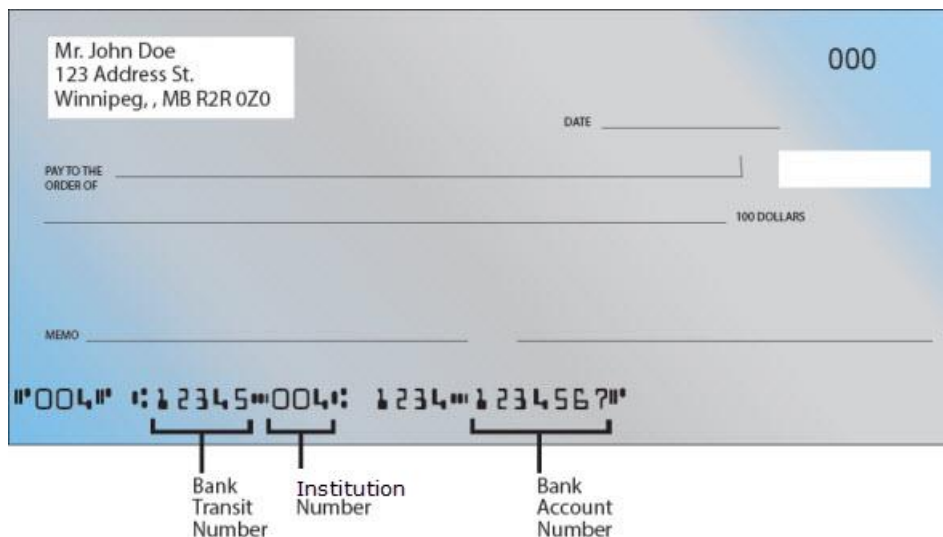 Mr. John Doe
123 Address St.
Winnipeg, , MB R2R 0Z0
000
DATE
PAY TO THE
ORDER OF
100 DOLLARS
MEMO
⑈004⑈ ⑆12345⑉004⑆ 1234⑉1234567⑈
Bank
Transit
Number
Institution
Number
Bank
Account
Number